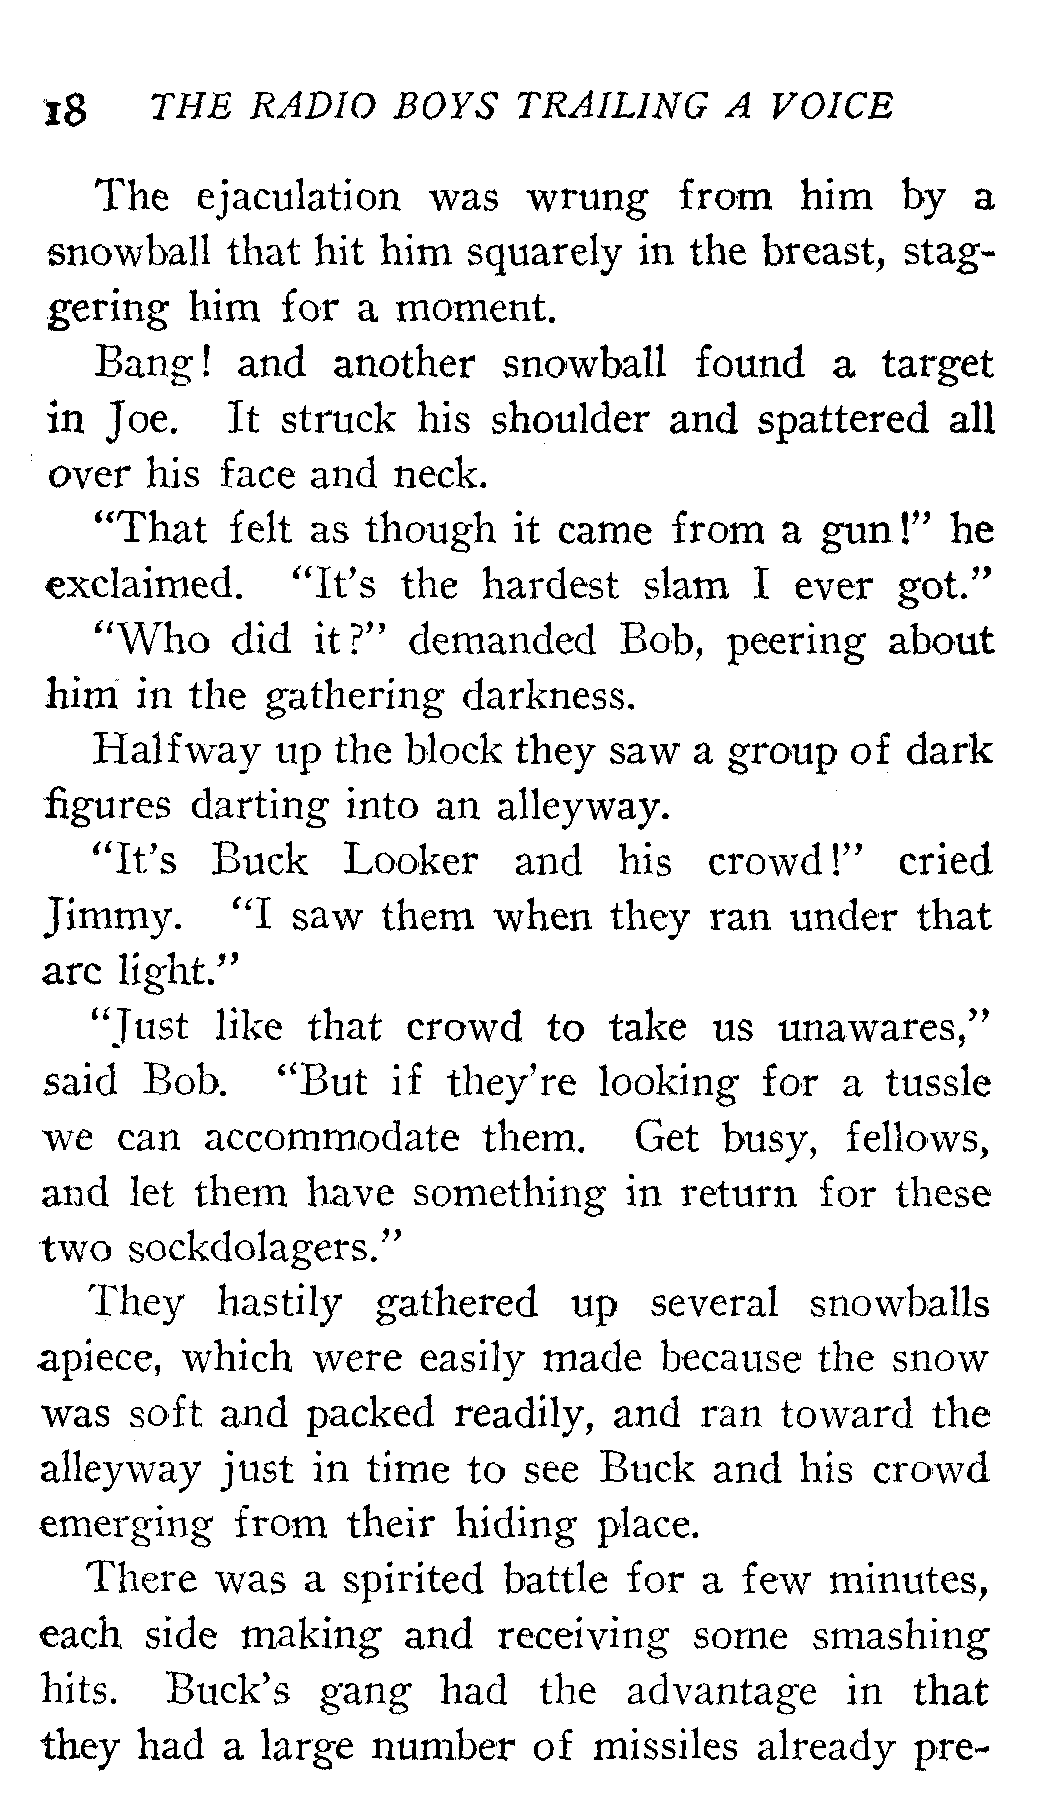 18 THE RADIO BOYS TRAILING A VOICE
The ejaculation was wrung from him by a
snowball that hit him squarely in the breast, stag-
gering him for a moment.
Bang! and another snowball found a target
in Joe. It struck his shoulder and spattered all
over his face and neck.
“That felt as though it came from a gun!” he
exclaimed. “It’s the hardest slam I ever got.”
“Who did it?” demanded Bob, peering about
him in the gathering darkness.
Halfway up the block they saw a group of dark
figures darting into an alleyway.
“It’s Buck Looker and his crowd!” cried
Jimmy. “I saw them when they ran under that
arc light.”
“Just like that crowd to take us unawares,”
said Bob. “But if they’re looking for a tussle
we can accommodate them. Get busy, fellows,
and let them have something in return for these
two sockdolagers.”
They hastily gathered up several snowballs
apiece, which were easily made because the snow
was soft and packed readily, and ran toward the
alleyway just in time to see Buck and his crowd
emerging from their hiding place.
There was a spirited battle for a few minutes,
each side making and receiving some smashing
hits. Buck’s gang had the advantage in that
they had a large number of missiles already pre-